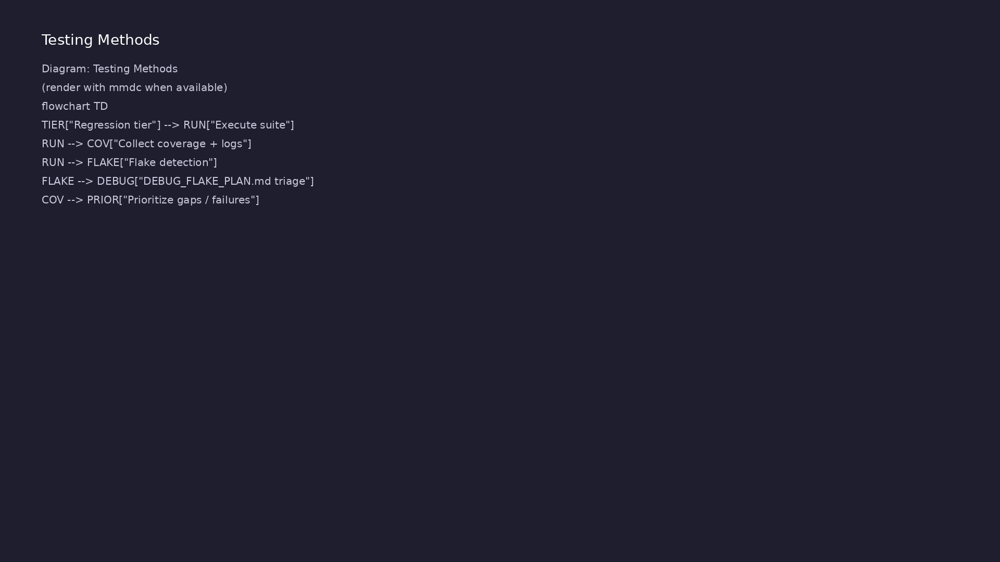 Testing Methods
Diagram: Testing Methods
(render with mmdc when available)
flowchart TD
TIER["Regression tier"] --> RUN["Execute suite"]
RUN --> COV["Collect coverage + logs"]
RUN --> FLAKE["Flake detection"]
FLAKE --> DEBUG["DEBUG_FLAKE_PLAN.md triage"]
COV --> PRIOR["Prioritize gaps / failures"]